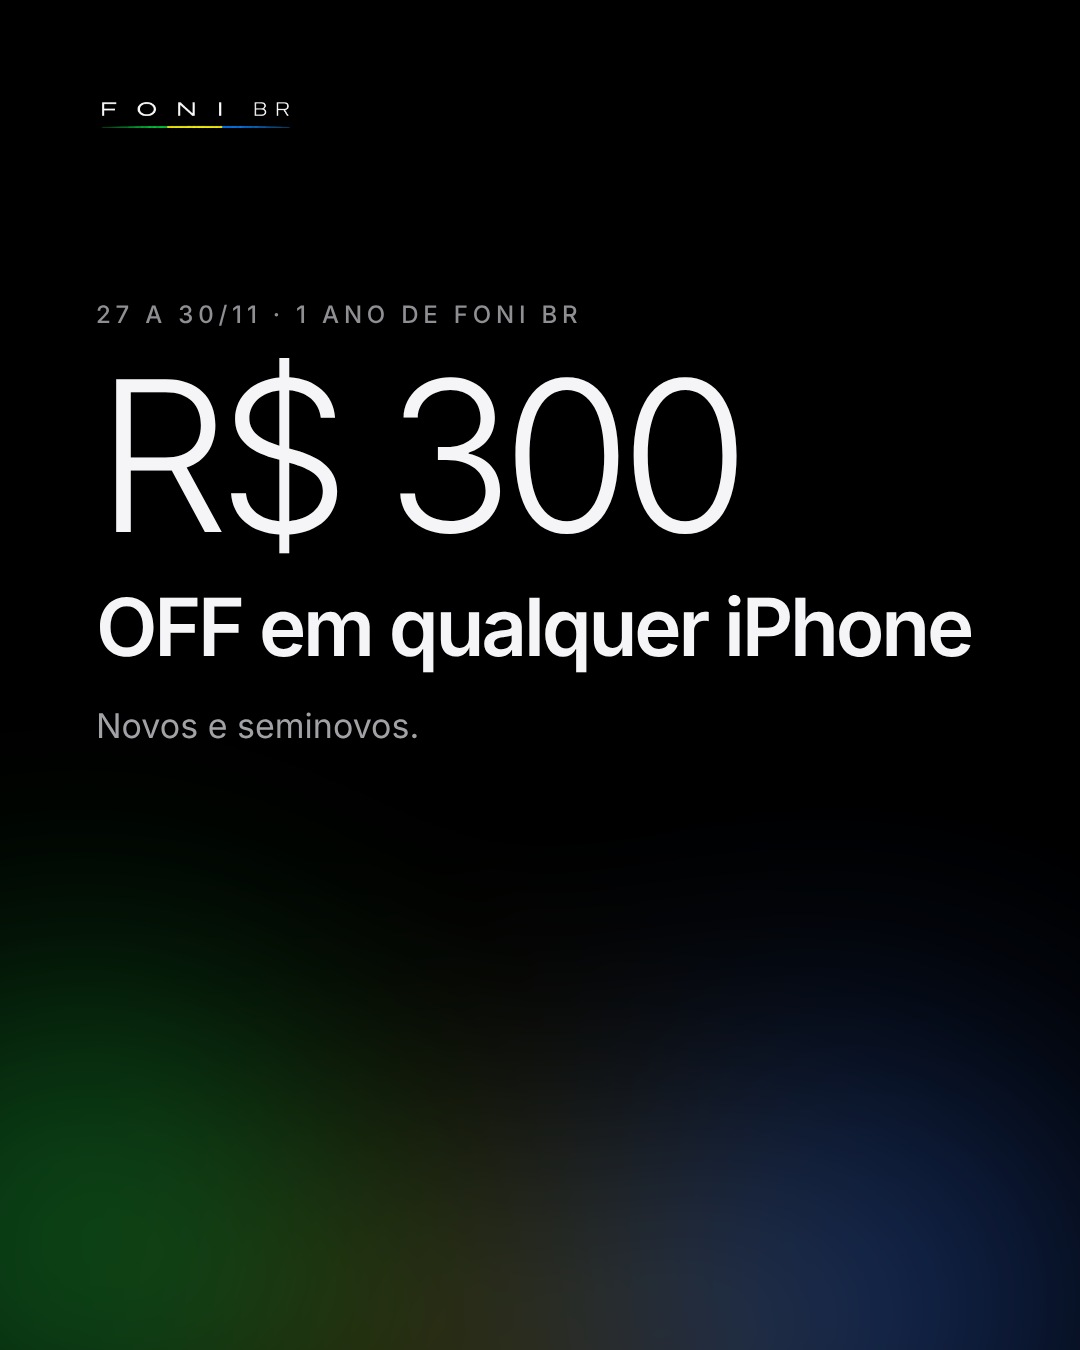 FONI BR
27 A 30/11 · 1 ANO DE FONI BR
R$ 300
OFF em qualquer iPhone
Novos e seminovos.